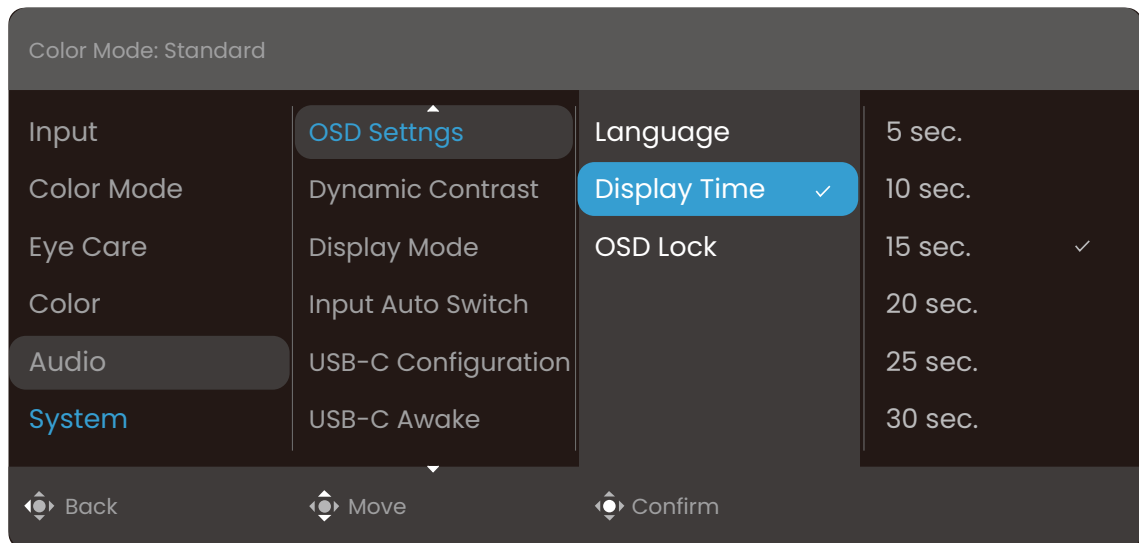 Color Mode: Standard
Input
Color Mode
Eye Care
Color
Audio
System
OSD Settngs
Dynamic Contrast
Display Mode
Input Auto Switch
USB-C Configuration
USB-C Awake
Language
Display Time
OSD Lock
5 sec.
10 sec.
15 sec.
20 sec.
25 sec.
30 sec.
Back
Move
Confirm